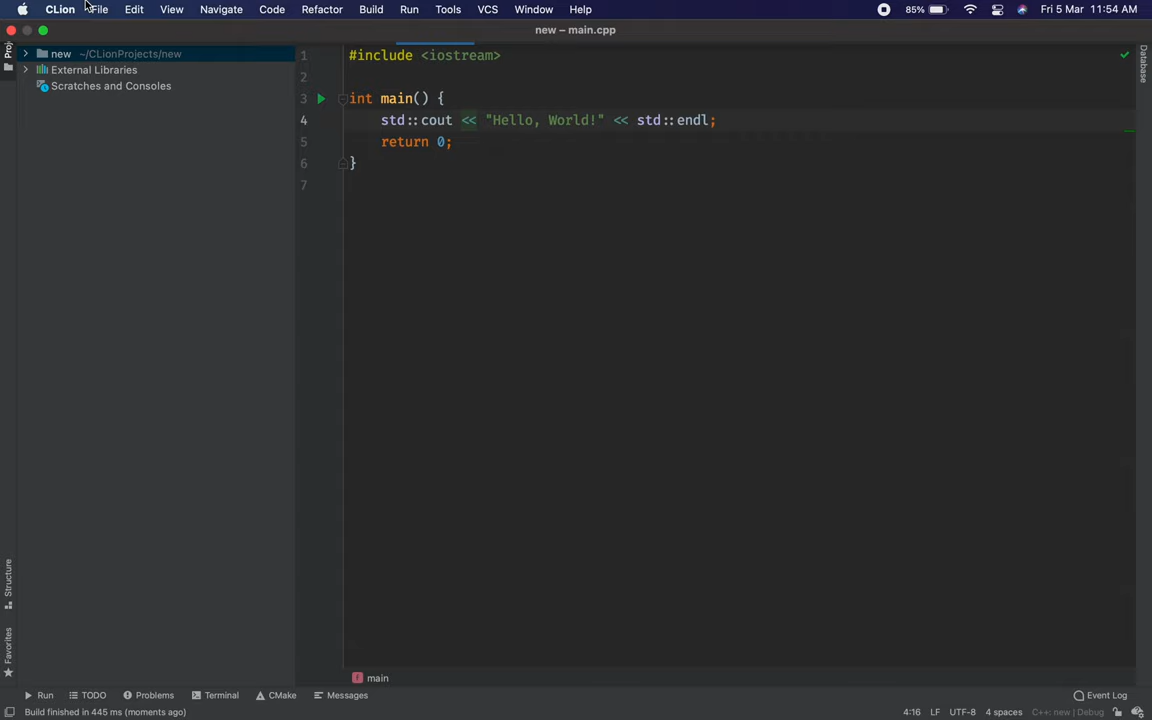 CLion File Edit View Navigate Code Refactor Build Run Tools VCS Window Help 85% Fri 5 Mar 11:54 AM
new – main.cpp
new ~/CLionProjects/new
External Libraries
Scratches and Consoles
1 #include <iostream>
2
3 int main() {
4 std::cout << "Hello, World!" << std::endl;
5 return 0;
6 }
7
Database
Structure
Favorites
main
Run TODO Problems Terminal CMake Messages Event Log
Build finished in 445 ms (moments ago) 4:16 LF UTF-8 4 spaces C++: new | Debug